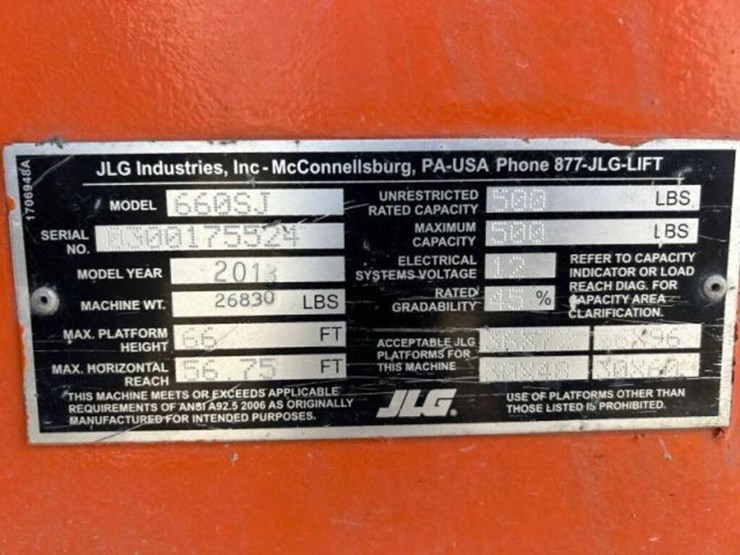 1706948A
JLG Industries, Inc - McConnellsburg, PA-USA Phone 877-JLG-LIFT
MODEL 660SJ
SERIAL NO. 0300175524
MODEL YEAR 2013
MACHINE WT. 26830 LBS
MAX. PLATFORM HEIGHT 66 FT
MAX. HORIZONTAL REACH 56 75 FT
THIS MACHINE MEETS OR EXCEEDS APPLICABLE
REQUIREMENTS OF ANSI A92.5 2006 AS ORIGINALLY
MANUFACTURED FOR INTENDED PURPOSES.
UNRESTRICTED
RATED CAPACITY 500 LBS
MAXIMUM
CAPACITY 500 LBS
ELECTRICAL
SYSTEMS VOLTAGE 12
RATED
GRADABILITY 45 %
REFER TO CAPACITY
INDICATOR OR LOAD
REACH DIAG. FOR
CAPACITY AREA
CLARIFICATION.
ACCEPTABLE JLG
PLATFORMS FOR
THIS MACHINE
36X96
30X48
JLG.
USE OF PLATFORMS OTHER THAN
THOSE LISTED IS PROHIBITED.